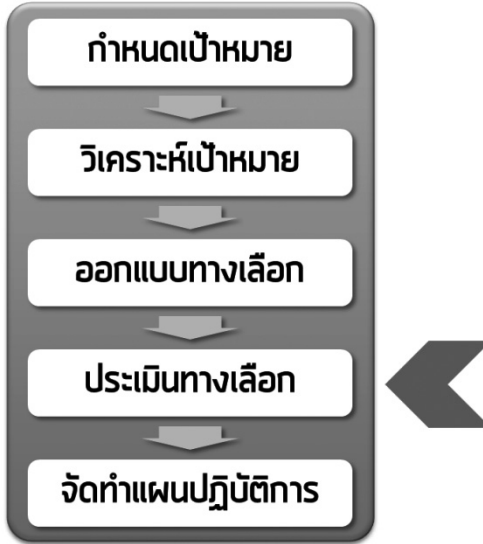 กำหนดเป้าหมาย
วิเคราะห์เป้าหมาย
ออกแบบทางเลือก
ประเมินทางเลือก
จัดทำแผนปฏิบัติการ